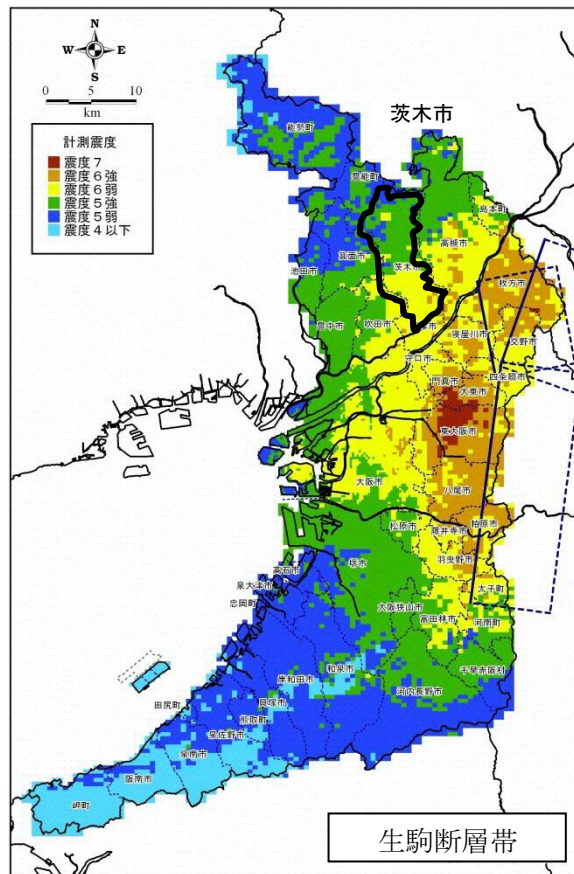 N
W E
S
0 5 10
km
計測震度
震度7
震度6強
震度6弱
震度5強
震度5弱
震度4以下
茨木市
能勢町
豊能町
島本町
高槻市
箕面市
茨木市
池田市
枚方市
吹田市
豊中市
寝屋川市
交野市
守口市
四条畷市
門真市
大東市
東大阪市
大阪市
八尾市
松原市
柏原市
藤井寺市
羽曳野市
堺市
高石市
泉大津市
太子町
忠岡町
大阪狭山市
富田林市
河南町
和泉市
千早赤阪村
岸和田市
河内長野市
貝塚市
田尻町
熊取町
泉佐野市
泉南市
阪南市
岬町
生駒断層帯